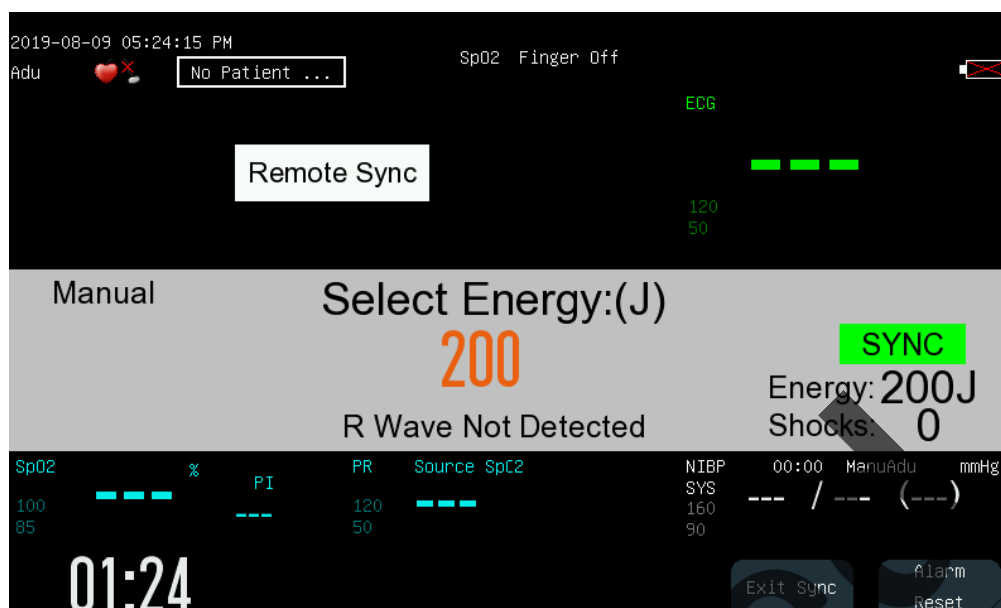 2019-08-09 05:24:15 PM
SpO2 Finger Off
Adu No Patient ...
ECG
Remote Sync
---
120
50
Manual
Select Energy:(J)
200
SYNC
Energy: 200J
R Wave Not Detected
Shocks: 0
SpO2 %
100
85
---
PI
---
PR Source SpC2
120
50
---
NIBP 00:00 ManuAdu mmHg
SYS
160
90
--- / --- (---)
01:24
Exit Sync
Alarm
Reset